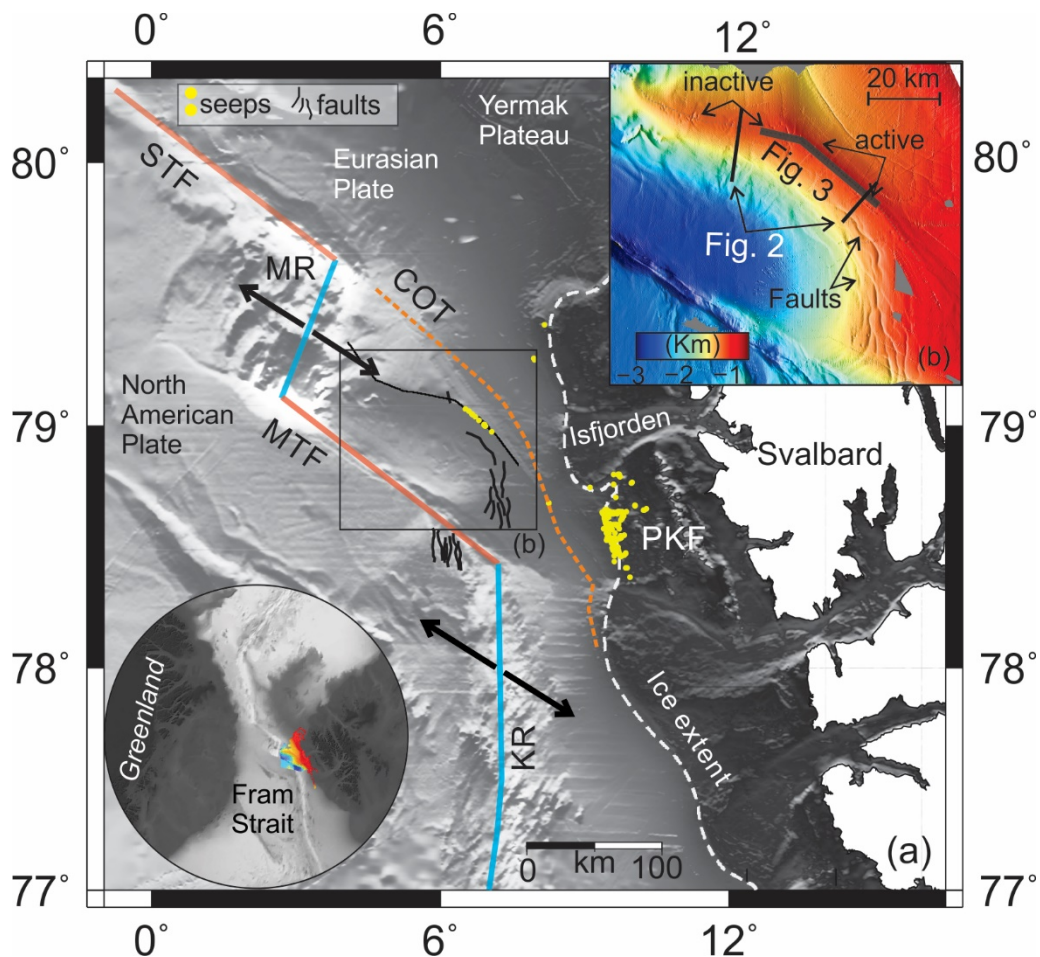 0° 6° 12°
seeps faults
Yermak
Plateau
Eurasian
Plate
STF
MR
COT
North
American
Plate
MTF
(b)
Isfjorden
Svalbard
PKF
KR
Ice extent
Greenland
Fram
Strait
0 km 100
(a)
inactive
20 km
active
Fig. 3
Fig. 2
Faults
(Km)
−3 −2 −1
(b)
80° 80°
79° 79°
78° 78°
77° 77°
0° 6° 12°